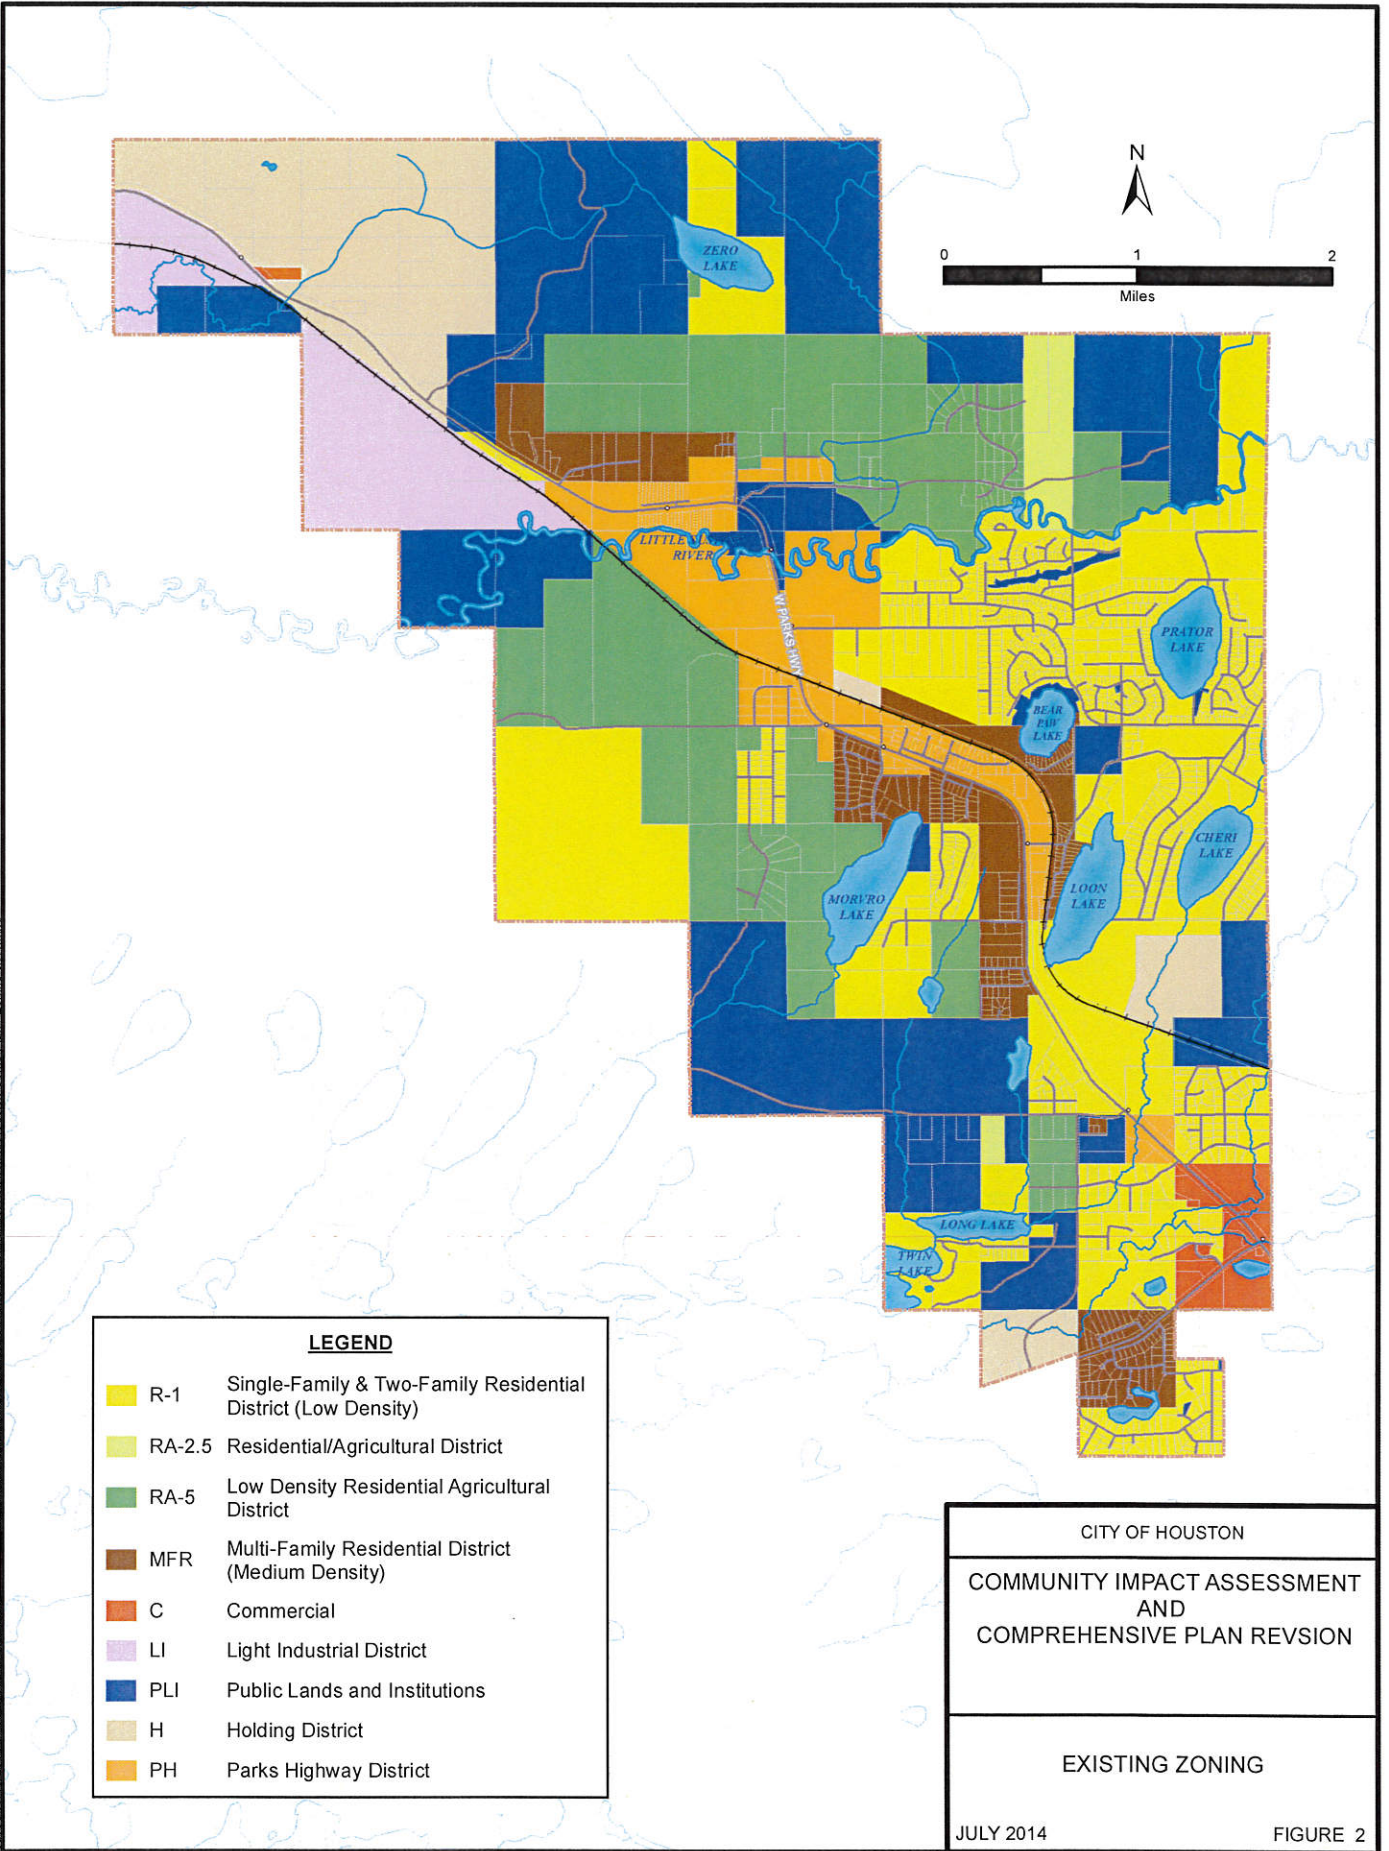 N
0 1 2
Miles
ZERO
LAKE
LITTLE
RIVER
W PARKS HWY
PRATOR
LAKE
BEAR
PAW
LAKE
CHERI
LAKE
LOON
LAKE
MORVRO
LAKE
LONG LAKE
TWIN
LAKE
LEGEND
R-1 Single-Family & Two-Family Residential
District (Low Density)
RA-2.5 Residential/Agricultural District
RA-5 Low Density Residential Agricultural
District
MFR Multi-Family Residential District
(Medium Density)
C Commercial
LI Light Industrial District
PLI Public Lands and Institutions
H Holding District
PH Parks Highway District
CITY OF HOUSTON
COMMUNITY IMPACT ASSESSMENT
AND
COMPREHENSIVE PLAN REVSION
EXISTING ZONING
JULY 2014 FIGURE 2